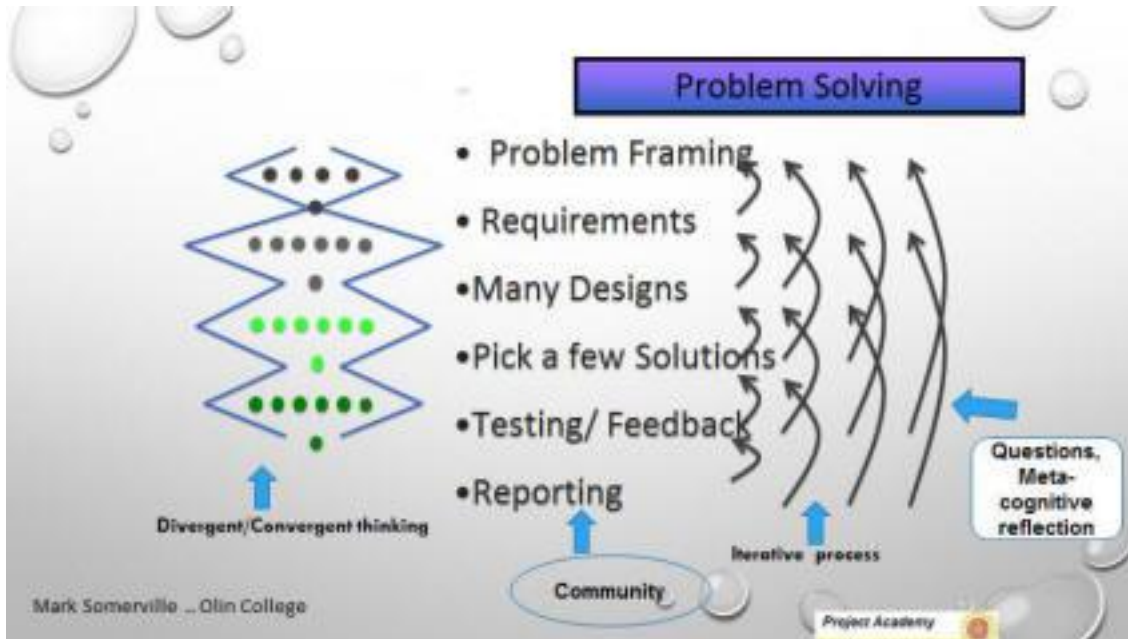 Problem Solving
• Problem Framing
• Requirements
•Many Designs
•Pick a few Solutions
•Testing/ Feedback
•Reporting
Divergent/Convergent thinking
Iterative process
Questions,
Meta-
cognitive
reflection
Community
Mark Somerville ... Olin College
Project Academy